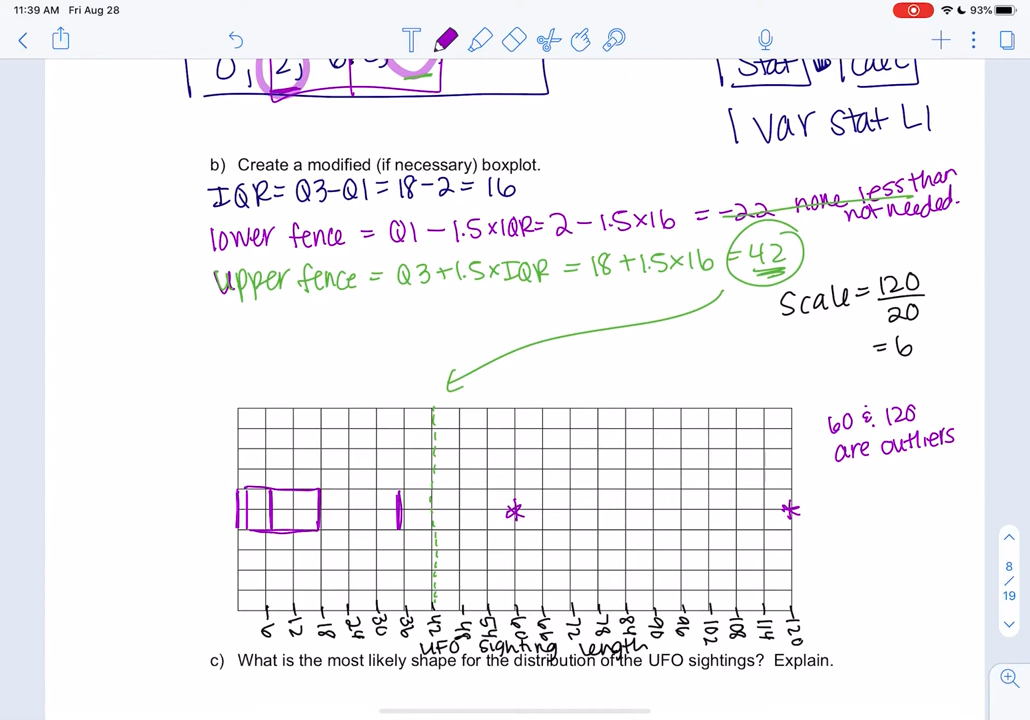 11:39 AM Fri Aug 28
93%
T
0, 2,
Stat Calc
1 Var Stat L1
b) Create a modified (if necessary) boxplot.
IQR = Q3-Q1 = 18-2 = 16
lower fence = Q1 - 1.5×IQR = 2 - 1.5×16 = -22 none less than
not needed.
Upper fence = Q3+1.5×IQR = 18+1.5×16 = 42
Scale = 120
20
= 6
60 & 120
are outliers
-6 -12 -18 -24 -30 -36 -42 -48 -54 -60 -66 -72 -78 -84 -90 -96 -102 -108 -114 -120
UFO sighting length
c) What is the most likely shape for the distribution of the UFO sightings? Explain.
8
/
19